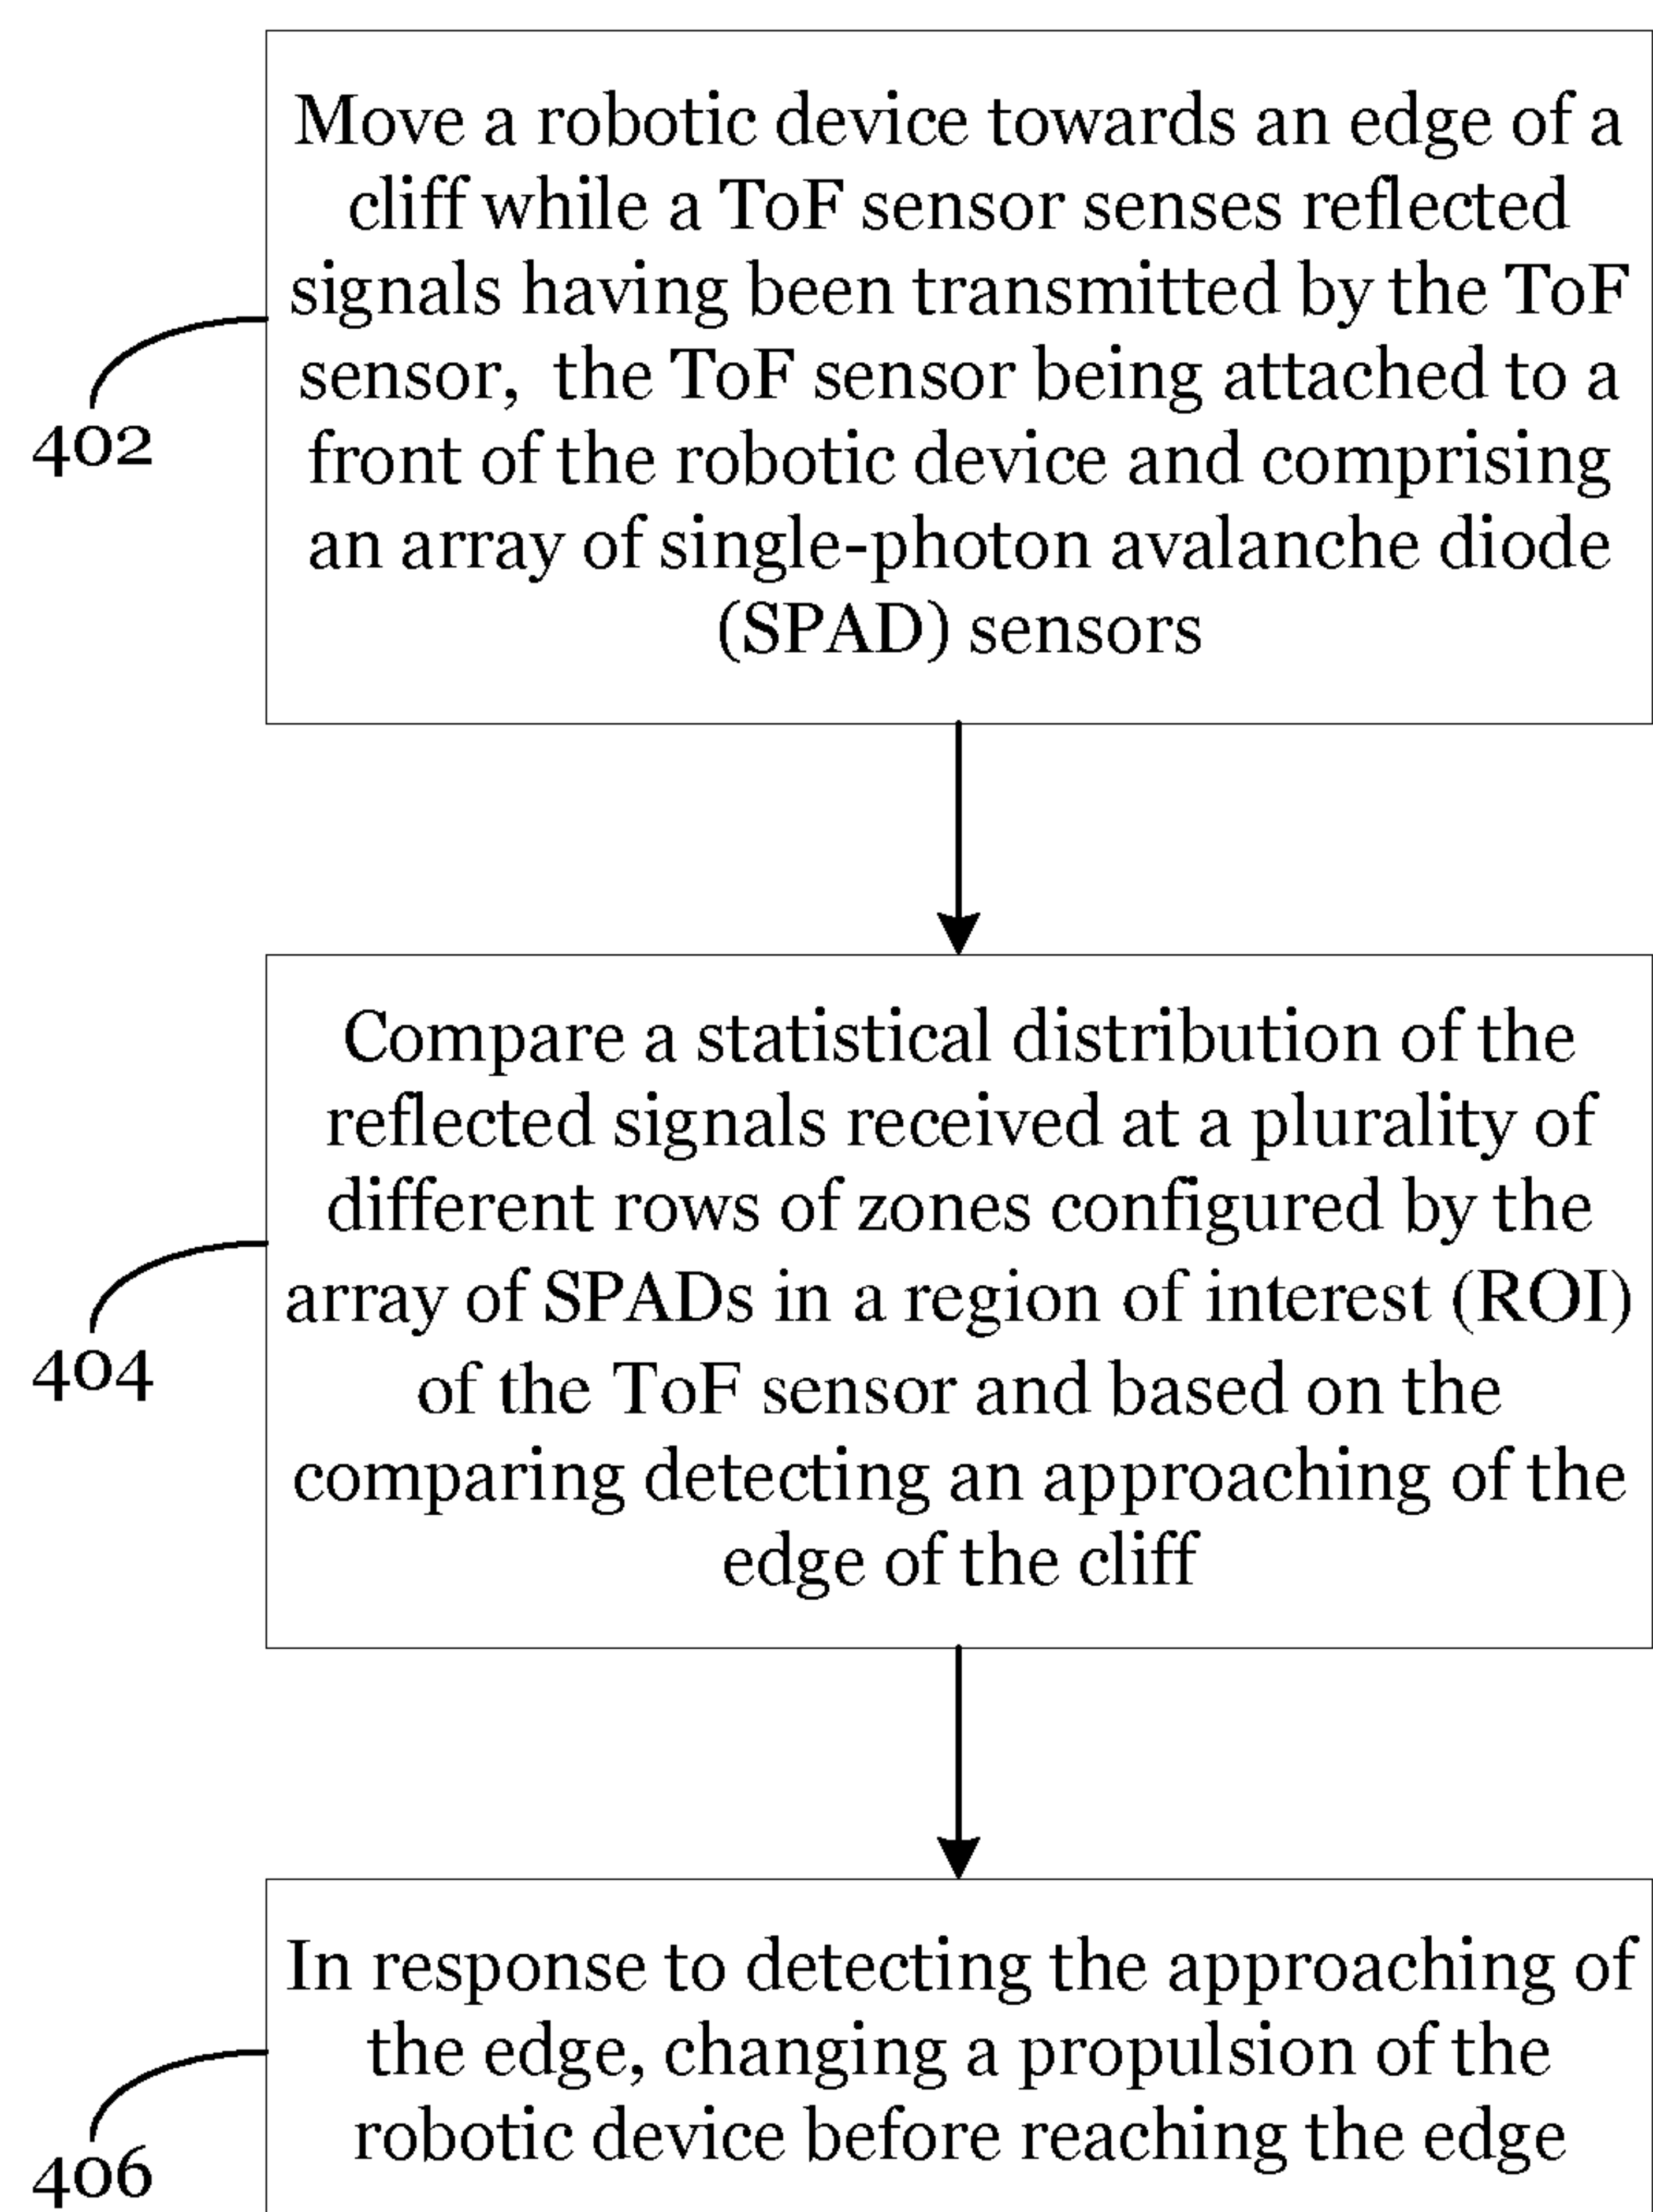 Move a robotic device towards an edge of a
cliff while a ToF sensor senses reflected
signals having been transmitted by the ToF
sensor, the ToF sensor being attached to a
front of the robotic device and comprising
an array of single-photon avalanche diode
(SPAD) sensors
402
Compare a statistical distribution of the
reflected signals received at a plurality of
different rows of zones configured by the
array of SPADs in a region of interest (ROI)
of the ToF sensor and based on the
comparing detecting an approaching of the
edge of the cliff
404
In response to detecting the approaching of
the edge, changing a propulsion of the
robotic device before reaching the edge
406